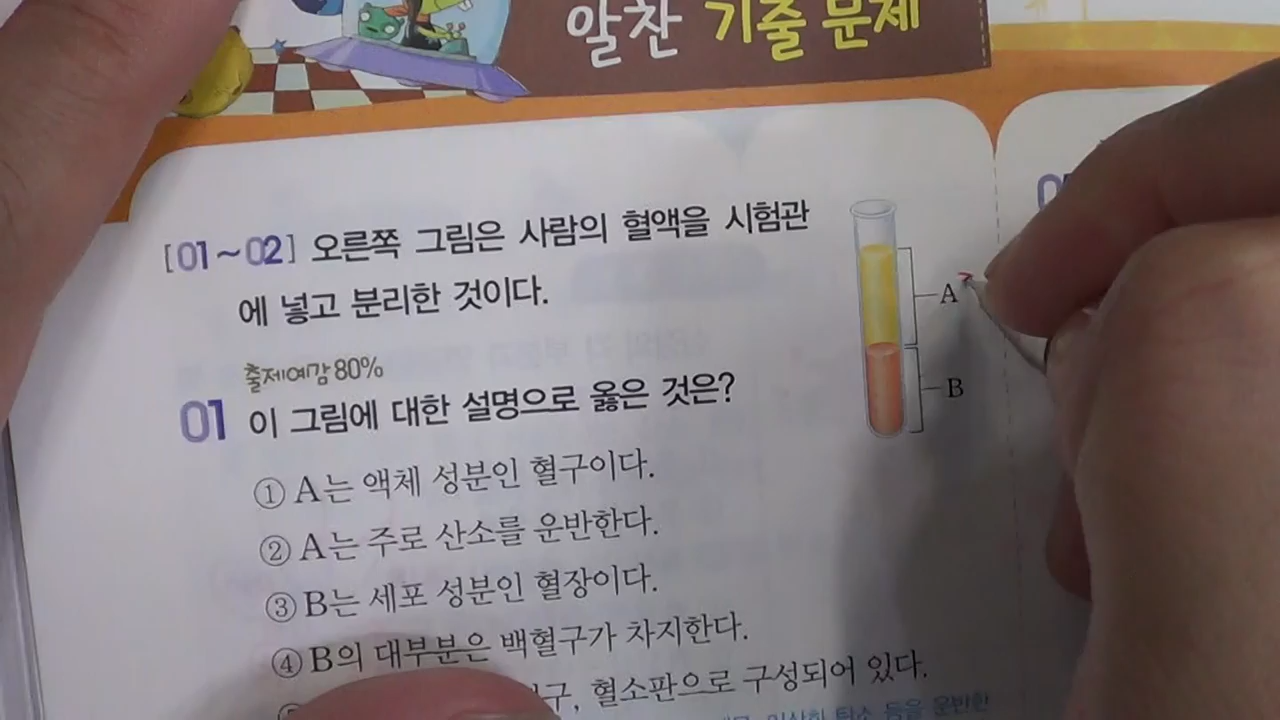 알찬 기출 문제
[01~02] 오른쪽 그림은 사람의 혈액을 시험관
에 넣고 분리한 것이다.
A
B
출제예감 80%
01 이 그림에 대한 설명으로 옳은 것은?
① A는 액체 성분인 혈구이다.
② A는 주로 산소를 운반한다.
③ B는 세포 성분인 혈장이다.
④ B의 대부분은 백혈구가 차지한다.
혈소판으로 구성되어 있다.
등을 운반한